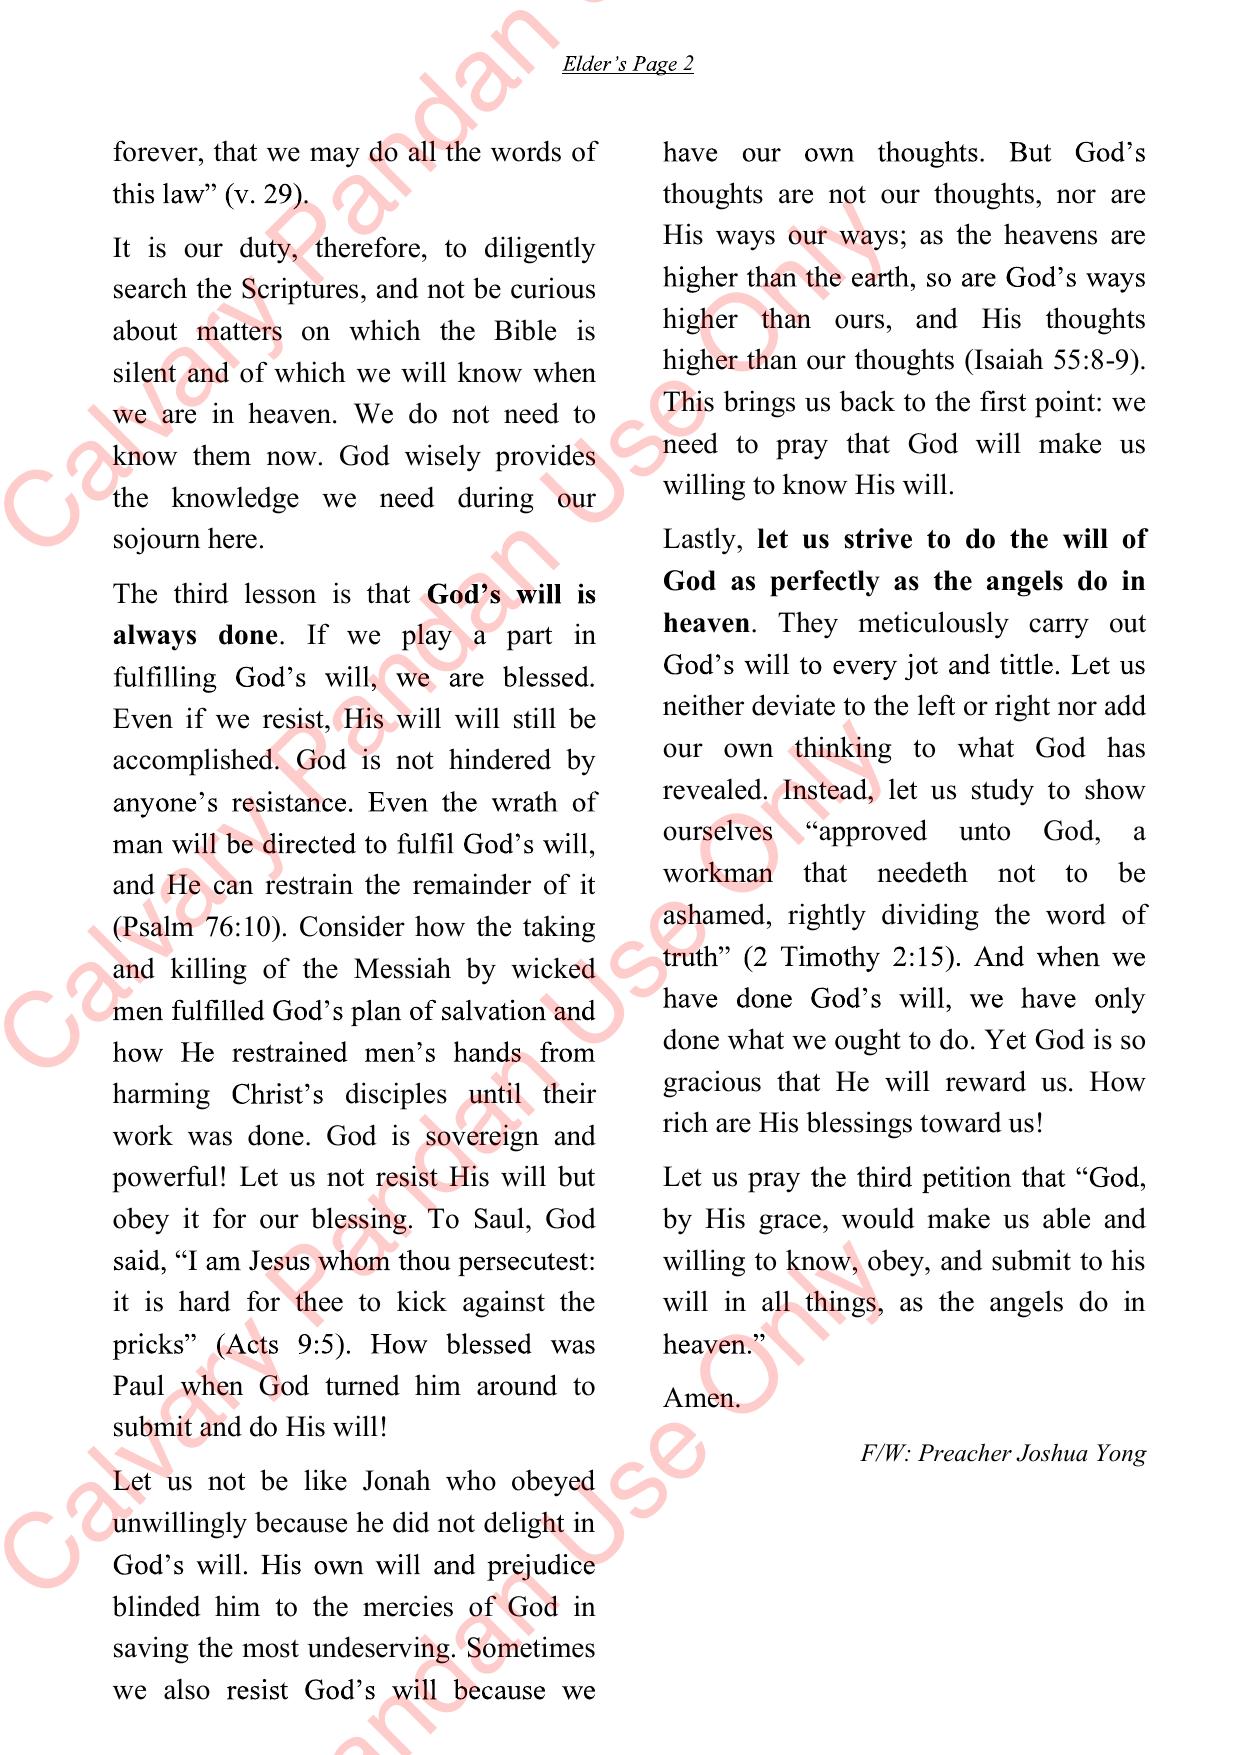 Elder’s Page 2
forever, that we may do all the words of
this law” (v. 29).
It is our duty, therefore, to diligently
search the Scriptures, and not be curious
about matters on which the Bible is
silent and of which we will know when
we are in heaven. We do not need to
know them now. God wisely provides
the knowledge we need during our
sojourn here.
The third lesson is that God’s will is
always done. If we play a part in
fulfilling God’s will, we are blessed.
Even if we resist, His will will still be
accomplished. God is not hindered by
anyone’s resistance. Even the wrath of
man will be directed to fulfil God’s will,
and He can restrain the remainder of it
(Psalm 76:10). Consider how the taking
and killing of the Messiah by wicked
men fulfilled God’s plan of salvation and
how He restrained men’s hands from
harming Christ’s disciples until their
work was done. God is sovereign and
powerful! Let us not resist His will but
obey it for our blessing. To Saul, God
said, “I am Jesus whom thou persecutest:
it is hard for thee to kick against the
pricks” (Acts 9:5). How blessed was
Paul when God turned him around to
submit and do His will!
Let us not be like Jonah who obeyed
unwillingly because he did not delight in
God’s will. His own will and prejudice
blinded him to the mercies of God in
saving the most undeserving. Sometimes
we also resist God’s will because we
have our own thoughts. But God’s
thoughts are not our thoughts, nor are
His ways our ways; as the heavens are
higher than the earth, so are God’s ways
higher than ours, and His thoughts
higher than our thoughts (Isaiah 55:8-9).
This brings us back to the first point: we
need to pray that God will make us
willing to know His will.
Lastly, let us strive to do the will of
God as perfectly as the angels do in
heaven. They meticulously carry out
God’s will to every jot and tittle. Let us
neither deviate to the left or right nor add
our own thinking to what God has
revealed. Instead, let us study to show
ourselves “approved unto God, a
workman that needeth not to be
ashamed, rightly dividing the word of
truth” (2 Timothy 2:15). And when we
have done God’s will, we have only
done what we ought to do. Yet God is so
gracious that He will reward us. How
rich are His blessings toward us!
Let us pray the third petition that “God,
by His grace, would make us able and
willing to know, obey, and submit to his
will in all things, as the angels do in
heaven.”
Amen.
F/W: Preacher Joshua Yong
Calvary Pandan Use Only
Calvary Pandan Use Only
Calvary Pandan Use Only